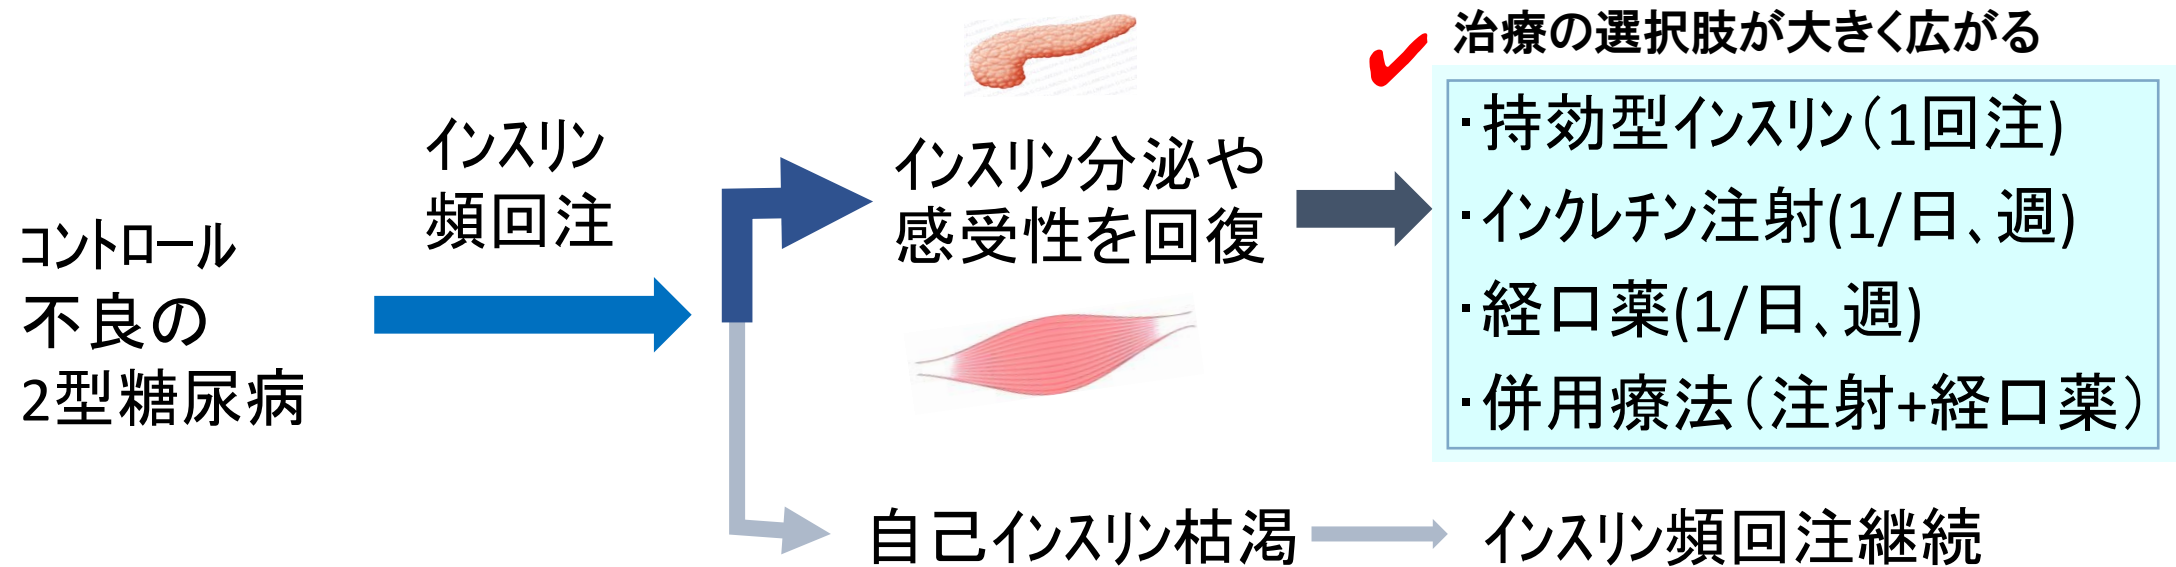 コントロール
不良の
2型糖尿病
インスリン
頻回注
インスリン分泌や
感受性を回復
治療の選択肢が大きく広がる
・持効型インスリン（1回注)
・インクレチン注射(1/日、週)
・経口薬(1/日、週)
・併用療法（注射+経口薬）
自己インスリン枯渇
インスリン頻回注継続